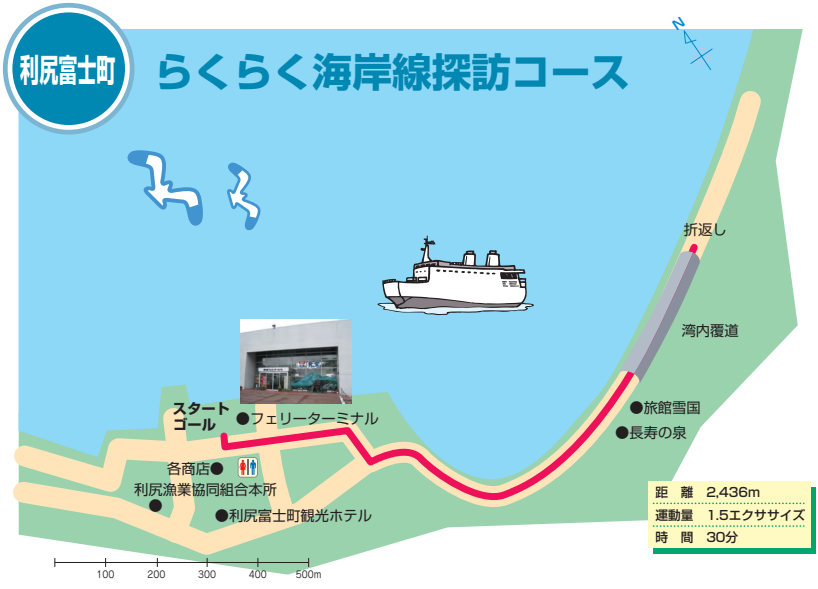 利尻富士町
らくらく海岸線探訪コース
N
折返し
湾内覆道
旅館雪国
長寿の泉
スタート
ゴール
●フェリーターミナル
各商店●
利尻漁業協同組合本所
●利尻富士町観光ホテル
距 離 2,436m
運動量 1.5エクササイズ
時 間 30分
100 200 300 400 500m